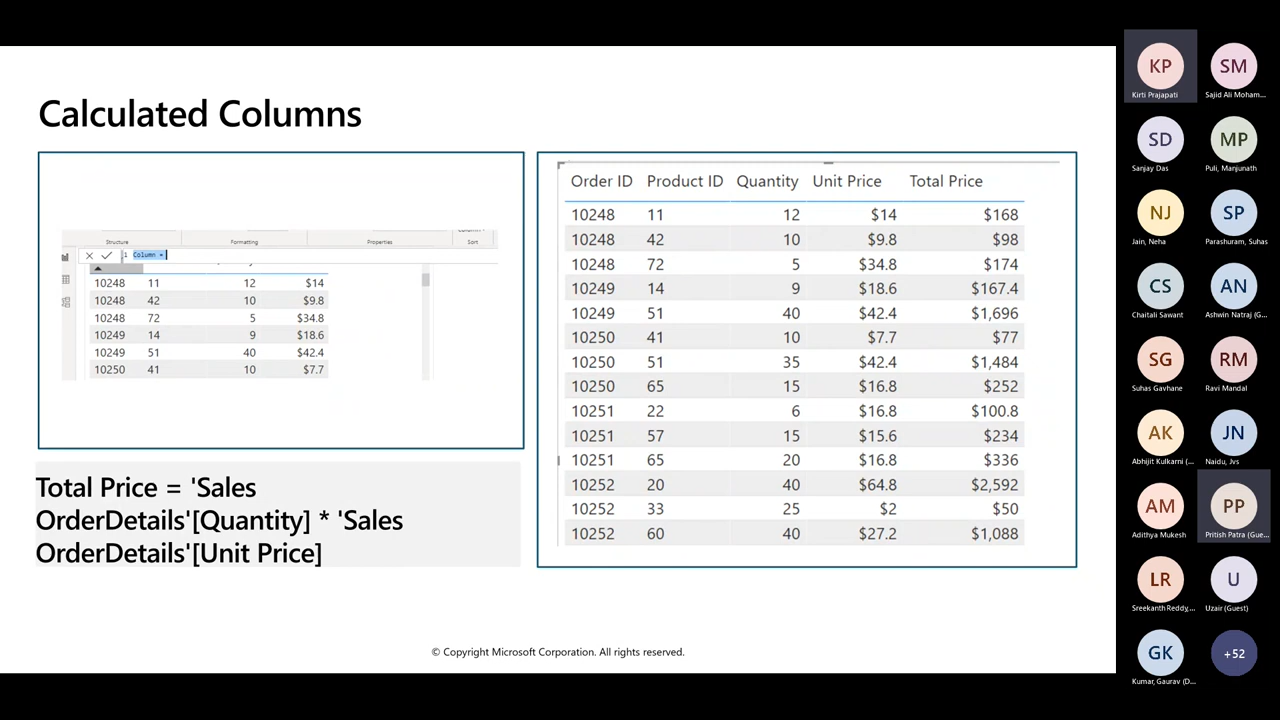 Calculated Columns
Structure Formatting Properties Sort
1 Column =
10248 11 12 $14
10248 42 10 $9.8
10248 72 5 $34.8
10249 14 9 $18.6
10249 51 40 $42.4
10250 41 10 $7.7
Total Price = 'Sales
OrderDetails'[Quantity] * 'Sales
OrderDetails'[Unit Price]
Order ID Product ID Quantity Unit Price Total Price
10248 11 12 $14 $168
10248 42 10 $9.8 $98
10248 72 5 $34.8 $174
10249 14 9 $18.6 $167.4
10249 51 40 $42.4 $1,696
10250 41 10 $7.7 $77
10250 51 35 $42.4 $1,484
10250 65 15 $16.8 $252
10251 22 6 $16.8 $100.8
10251 57 15 $15.6 $234
10251 65 20 $16.8 $336
10252 20 40 $64.8 $2,592
10252 33 25 $2 $50
10252 60 40 $27.2 $1,088
© Copyright Microsoft Corporation. All rights reserved.
KP SM
Kirti Prajapati Sajid Ali Moham...
SD MP
Sanjay Das Puli, Manjunath
NJ SP
Jain, Neha Parashuram, Suhas
CS AN
Chaitali Sawant Ashwin Natraj (G...
SG RM
Suhas Gavhane Ravi Mandal
AK JN
Abhijit Kulkarni (... Naidu, Jvs
AM PP
Adithya Mukesh Pritish Patra (Gue...
LR U
Sreekanth Reddy,... Uzair (Guest)
GK +52
Kumar, Gaurav (D...